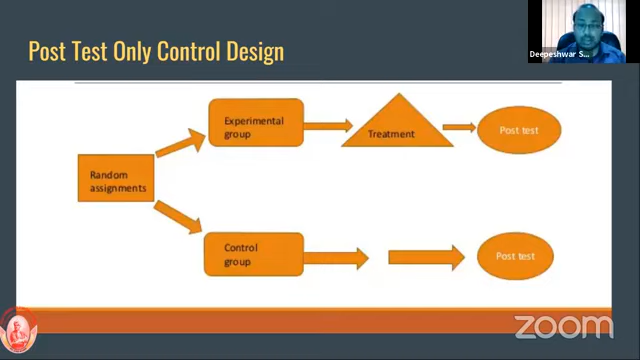 Post Test Only Control Design
Deepeshwar S...
Experimental
group
Treatment
Post test
Random
assignments
Control
group
Post test
zoom